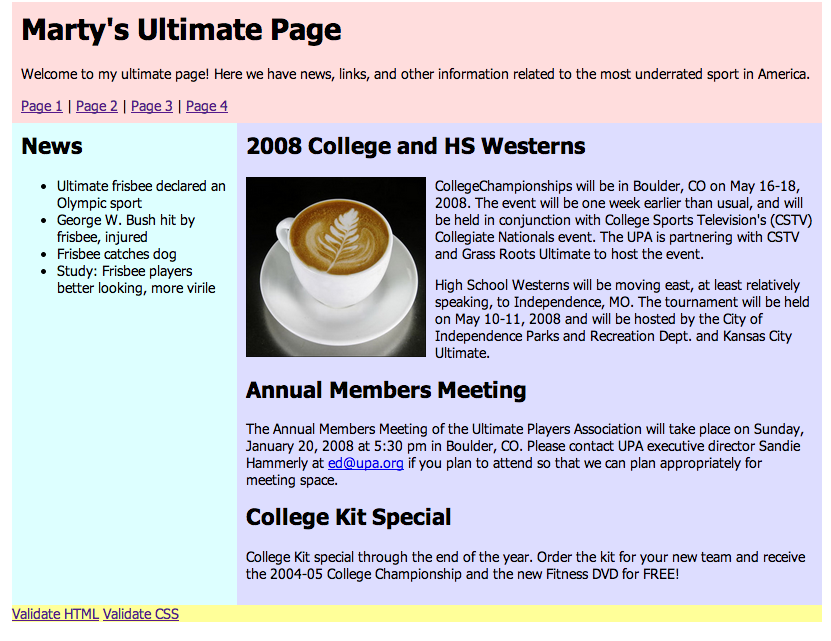 Marty's Ultimate Page
Welcome to my ultimate page! Here we have news, links, and other information related to the most underrated sport in America.
Page 1 | Page 2 | Page 3 | Page 4
News
Ultimate frisbee declared an
Olympic sport
George W. Bush hit by
frisbee, injured
Frisbee catches dog
Study: Frisbee players
better looking, more virile
2008 College and HS Westerns
CollegeChampionships will be in Boulder, CO on May 16-18,
2008. The event will be one week earlier than usual, and will
be held in conjunction with College Sports Television's (CSTV)
Collegiate Nationals event. The UPA is partnering with CSTV
and Grass Roots Ultimate to host the event.
High School Westerns will be moving east, at least relatively
speaking, to Independence, MO. The tournament will be held
on May 10-11, 2008 and will be hosted by the City of
Independence Parks and Recreation Dept. and Kansas City
Ultimate.
Annual Members Meeting
The Annual Members Meeting of the Ultimate Players Association will take place on Sunday,
January 20, 2008 at 5:30 pm in Boulder, CO. Please contact UPA executive director Sandie
Hammerly at ed@upa.org if you plan to attend so that we can plan appropriately for
meeting space.
College Kit Special
College Kit special through the end of the year. Order the kit for your new team and receive
the 2004-05 College Championship and the new Fitness DVD for FREE!
Validate HTML Validate CSS